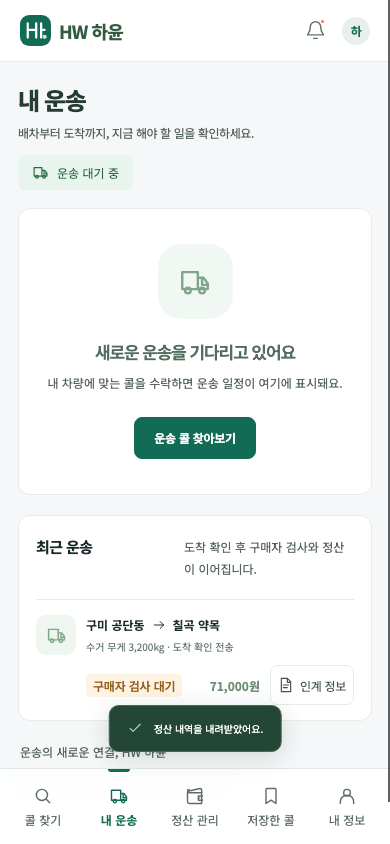 HH HW 하윤
하
내 운송
배차부터 도착까지, 지금 해야 할 일을 확인하세요.
운송 대기 중
새로운 운송을 기다리고 있어요
내 차량에 맞는 콜을 수락하면 운송 일정이 여기에 표시돼요.
운송 콜 찾아보기
최근 운송
도착 확인 후 구매자 검사와 정산
이 이어집니다.
구미 공단동 → 칠곡 약목
수거 무게 3,200kg · 도착 확인 전송
구매자 검사 대기
71,000원
인계 정보
정산 내역을 내려받았어요.
운송의 새로운 연결, HW 하윤
콜 찾기
내 운송
정산 관리
저장한 콜
내 정보